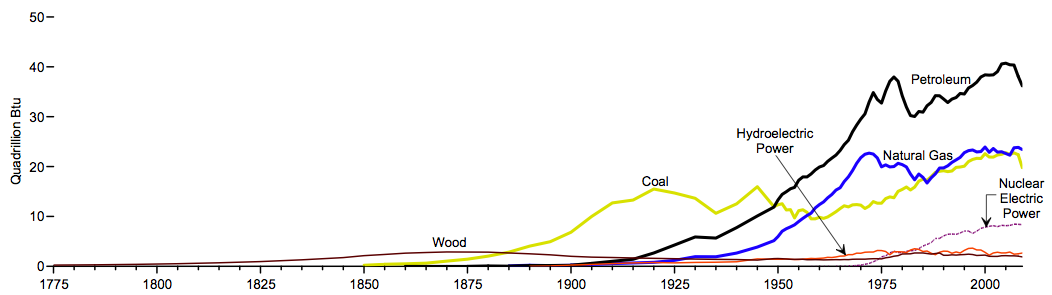 50
40
30
20
10
0
Quadrillion Btu
Petroleum
Hydroelectric
Power
Natural Gas
Coal
Nuclear
Electric
Power
Wood
1775
1800
1825
1850
1875
1900
1925
1950
1975
2000